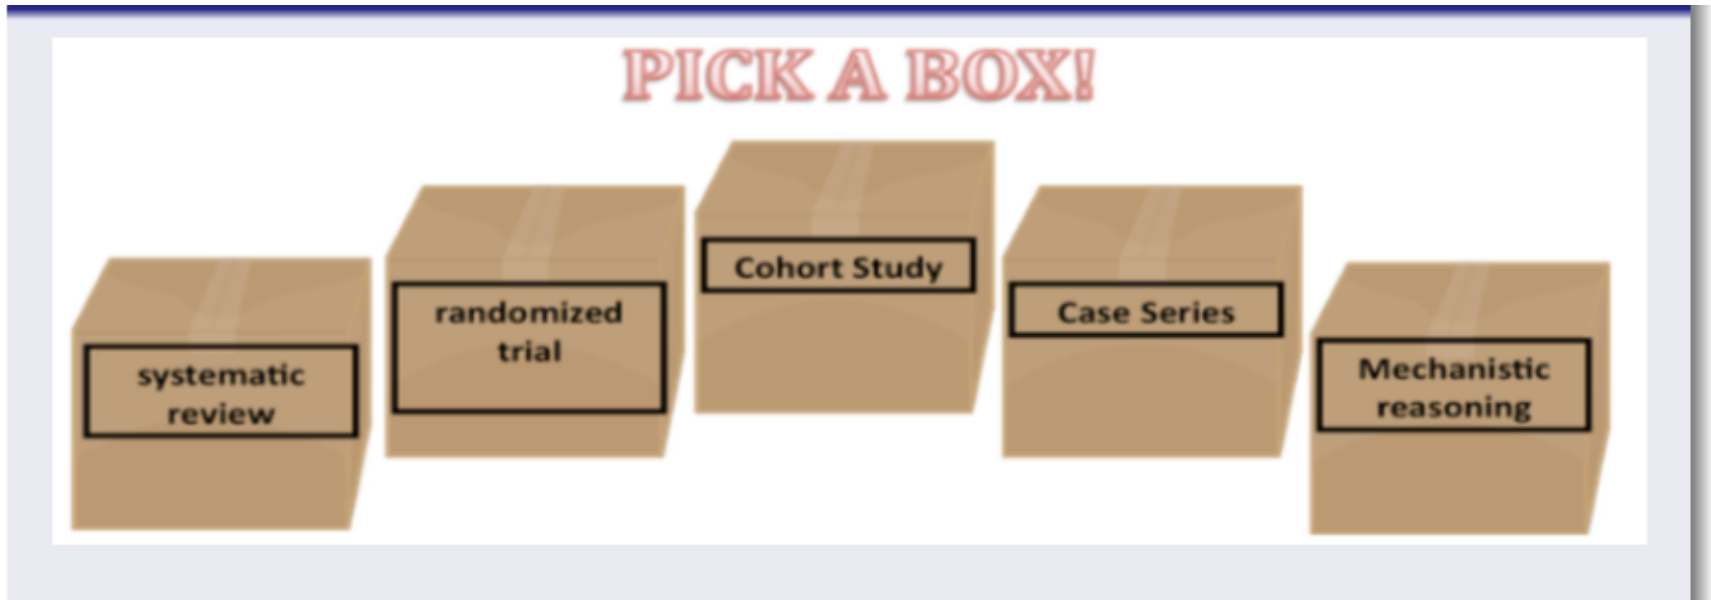 PICK A BOX!
systematic
review
randomized
trial
Cohort Study
Case Series
Mechanistic
reasoning